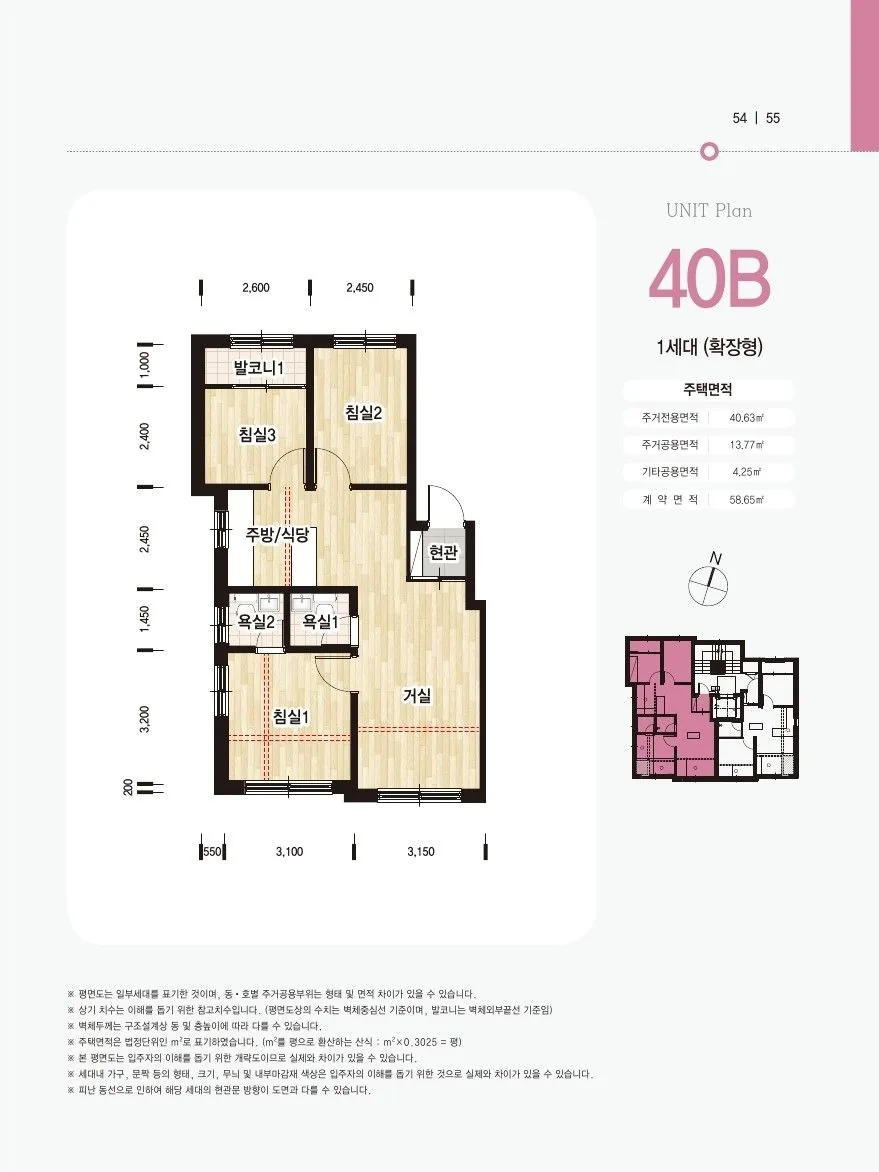 54 | 55
UNIT Plan
40B
1세대 (확장형)
주택면적
주거전용면적 40.63㎡
주거공용면적 13.77㎡
기타공용면적 4.25㎡
계 약 면 적 58.65㎡
N
2,600 2,450
1,000
2,400
2,450
1,450
3,200
200
발코니1
침실2
침실3
주방/식당
현관
욕실2 욕실1
거실
침실1
550 3,100 3,150
※ 평면도는 일부세대를 표기한 것이며, 동・호별 주거공용부위는 형태 및 면적 차이가 있을 수 있습니다.
※ 상기 치수는 이해를 돕기 위한 참고치수입니다. (평면도상의 수치는 벽체중심선 기준이며, 발코니는 벽체외부끝선 기준임)
※ 벽체두께는 구조설계상 동 및 층높이에 따라 다를 수 있습니다.
※ 주택면적은 법정단위인 ㎡로 표기하였습니다. (㎡를 평으로 환산하는 산식 : ㎡×0.3025 = 평)
※ 본 평면도는 입주자의 이해를 돕기 위한 개략도이므로 실제와 차이가 있을 수 있습니다.
※ 세대내 가구, 문짝 등의 형태, 크기, 무늬 및 내부마감재 색상은 입주자의 이해를 돕기 위한 것으로 실제와 차이가 있을 수 있습니다.
※ 피난 동선으로 인하여 해당 세대의 현관문 방향이 도면과 다를 수 있습니다.